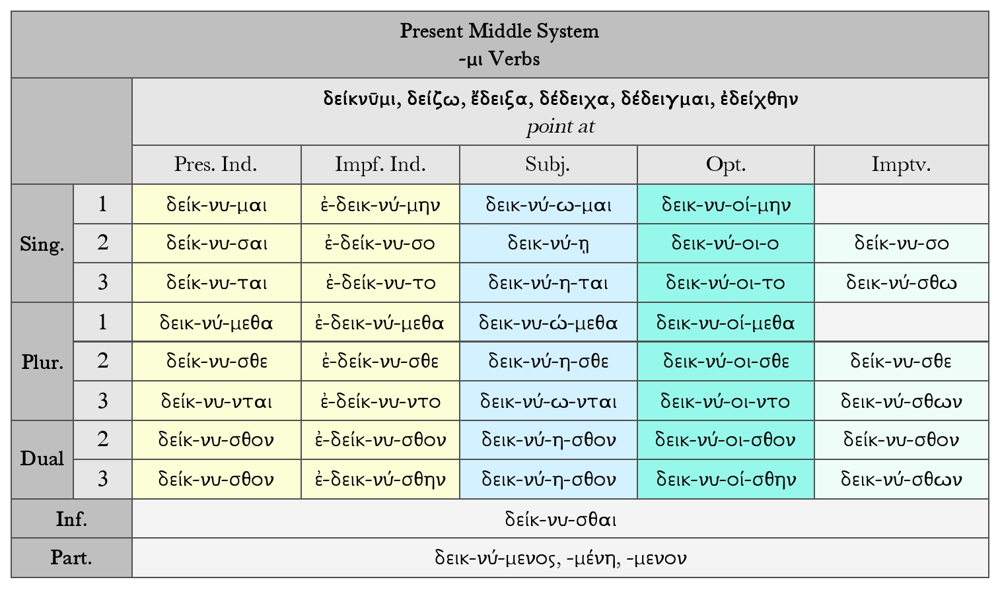 Present Middle System
-μι Verbs
δείκνῡμι, δείζω, ἔδειξα, δέδειχα, δέδειγμαι, ἐδείχθην
point at
Pres. Ind. Impf. Ind. Subj. Opt. Imptv.
Sing.
1 δείκ-νυ-μαι ἐ-δεικ-νύ-μην δεικ-νύ-ω-μαι δεικ-νυ-οί-μην
2 δείκ-νυ-σαι ἐ-δείκ-νυ-σο δεικ-νύ-ῃ δεικ-νύ-οι-ο δείκ-νυ-σο
3 δείκ-νυ-ται ἐ-δείκ-νυ-το δεικ-νύ-η-ται δεικ-νύ-οι-το δεικ-νύ-σθω
Plur.
1 δεικ-νύ-μεθα ἐ-δεικ-νύ-μεθα δεικ-νυ-ώ-μεθα δεικ-νυ-οί-μεθα
2 δείκ-νυ-σθε ἐ-δείκ-νυ-σθε δεικ-νύ-η-σθε δεικ-νύ-οι-σθε δείκ-νυ-σθε
3 δείκ-νυ-νται ἐ-δείκ-νυ-ντο δεικ-νύ-ω-νται δεικ-νύ-οι-ντο δεικ-νύ-σθων
Dual
2 δείκ-νυ-σθον ἐ-δείκ-νυ-σθον δεικ-νύ-η-σθον δεικ-νύ-οι-σθον δείκ-νυ-σθον
3 δείκ-νυ-σθον ἐ-δεικ-νύ-σθην δεικ-νύ-η-σθον δεικ-νυ-οί-σθην δεικ-νύ-σθων
Inf. δείκ-νυ-σθαι
Part. δεικ-νύ-μενος, -μένη, -μενον